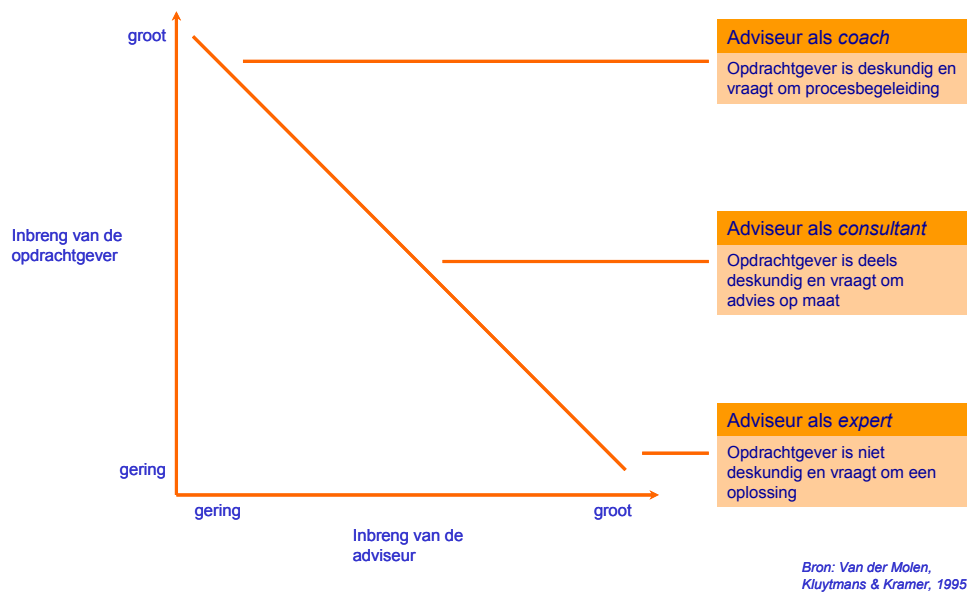 groot
Inbreng van de
opdrachtgever
gering
gering
groot
Inbreng van de
adviseur
Adviseur als coach
Opdrachtgever is deskundig en
vraagt om procesbegeleiding
Adviseur als consultant
Opdrachtgever is deels
deskundig en vraagt om
advies op maat
Adviseur als expert
Opdrachtgever is niet
deskundig en vraagt om een
oplossing
Bron: Van der Molen,
Kluytmans & Kramer, 1995